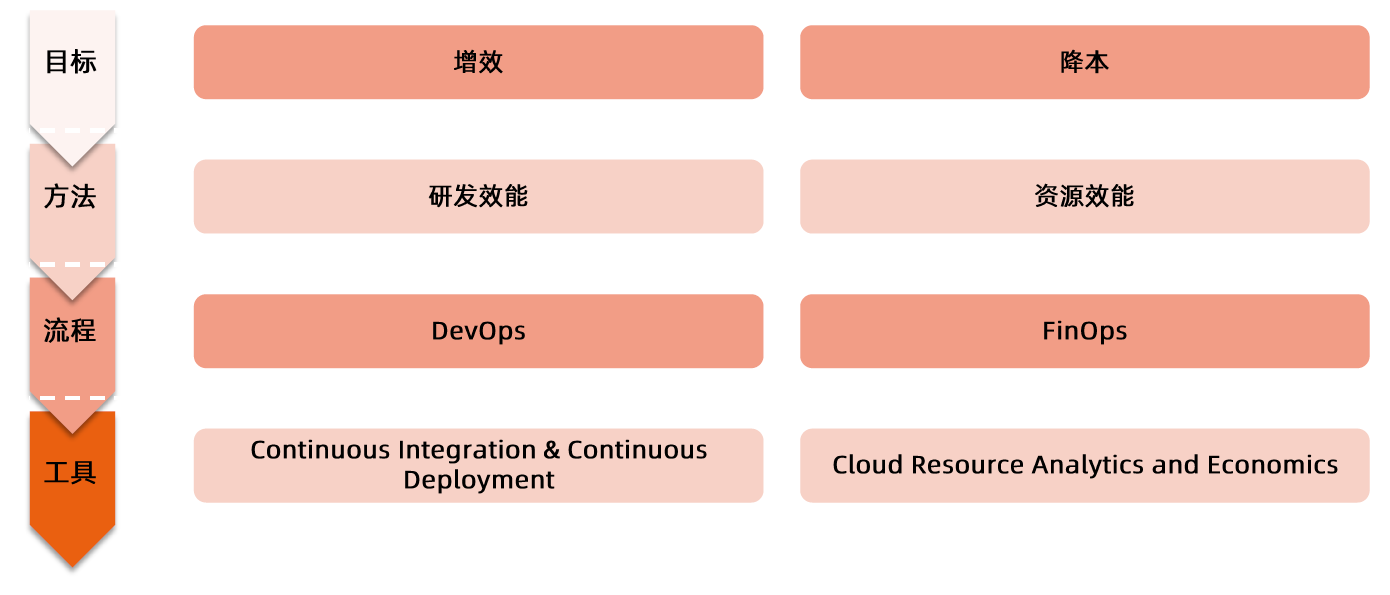 目标
增效
降本
方法
研发效能
资源效能
流程
DevOps
FinOps
工具
Continuous Integration & Continuous
Deployment
Cloud Resource Analytics and Economics